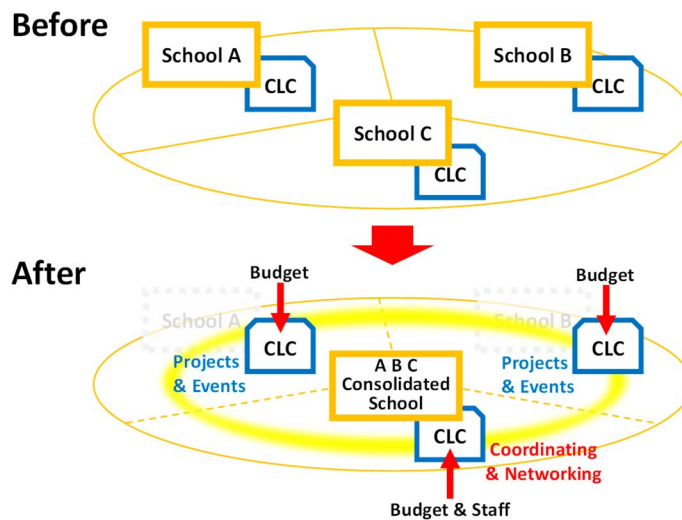 Before
School A
CLC
School B
CLC
School C
CLC
After
Budget
Budget
School A
School B
CLC
CLC
Projects
& Events
Projects
& Events
A B C
Consolidated
School
CLC
Coordinating
& Networking
Budget & Staff